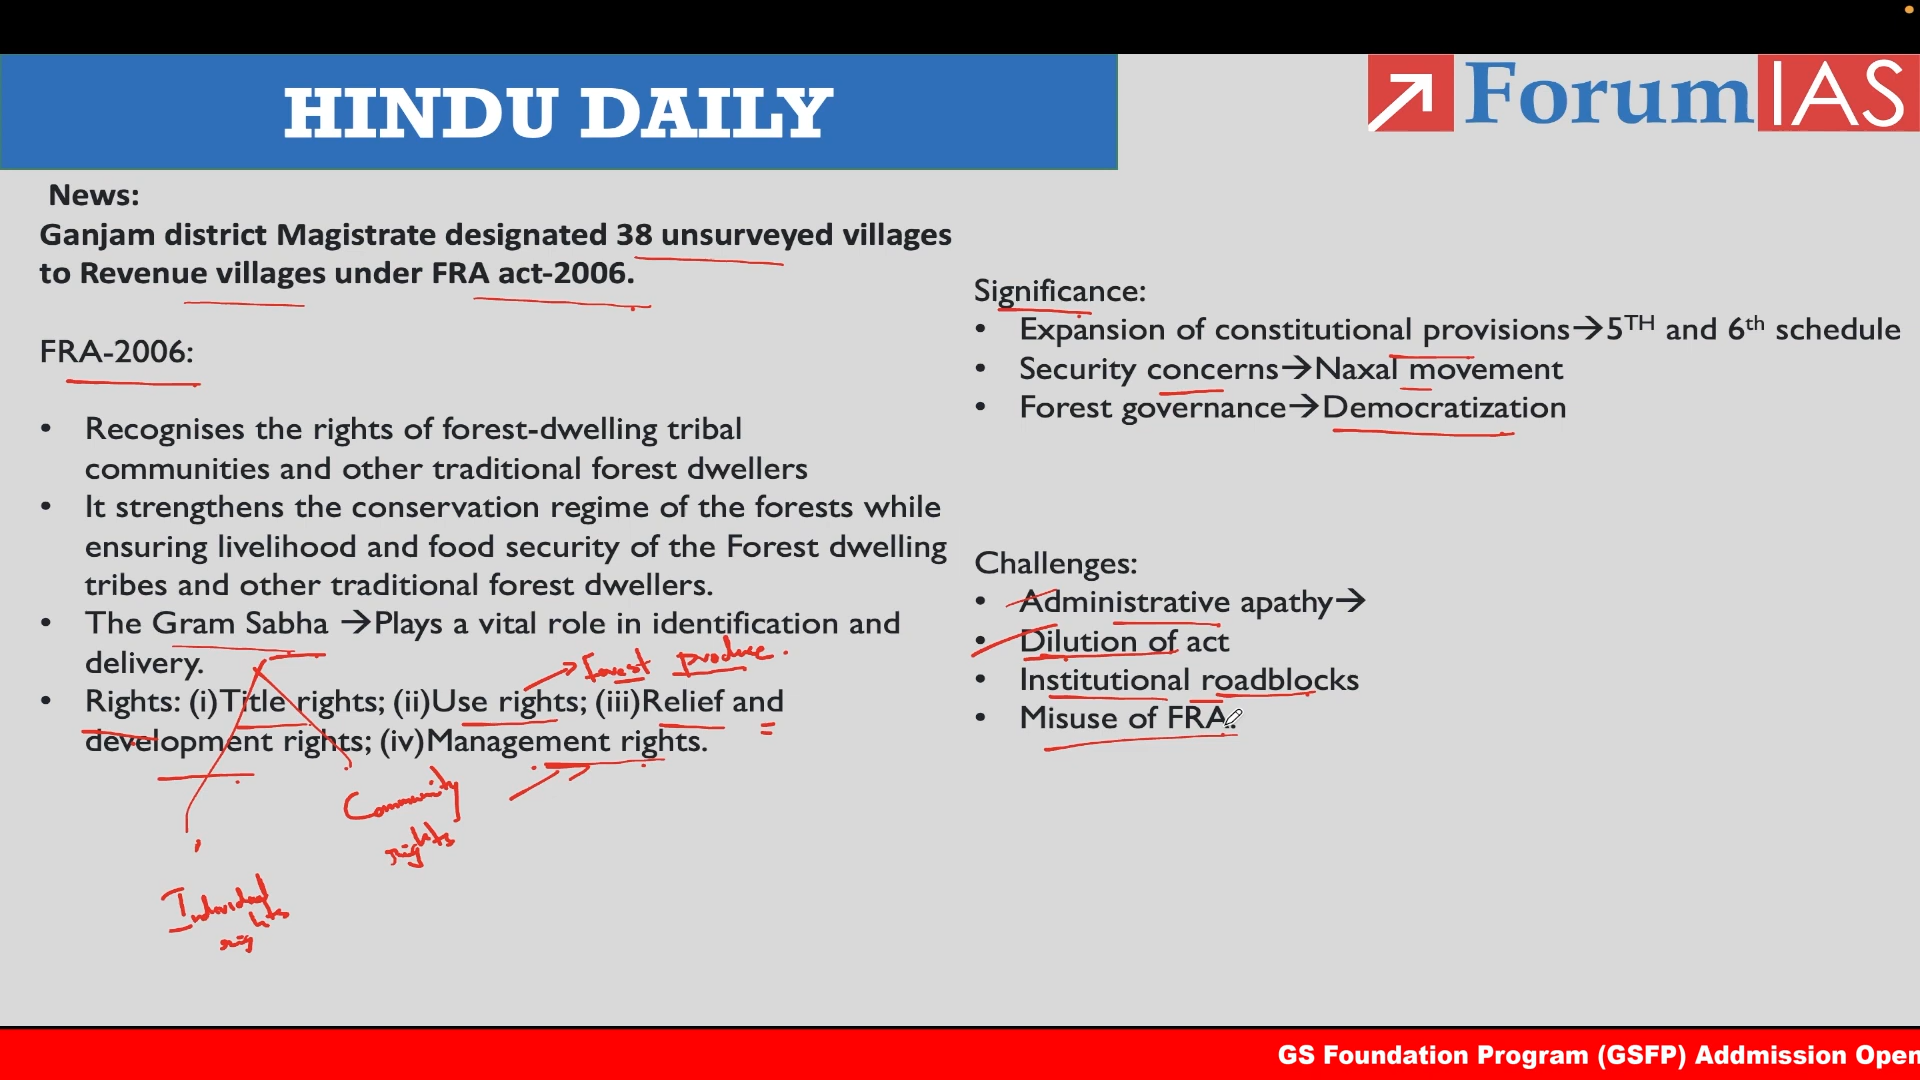 HINDU DAILY
Forum IAS
News:
Ganjam district Magistrate designated 38 unsurveyed villages
to Revenue villages under FRA act-2006.
FRA-2006:
• Recognises the rights of forest-dwelling tribal
communities and other traditional forest dwellers
• It strengthens the conservation regime of the forests while
ensuring livelihood and food security of the Forest dwelling
tribes and other traditional forest dwellers.
• The Gram Sabha →Plays a vital role in identification and
delivery.
Forest produce.
• Rights: (i)Title rights; (ii)Use rights; (iii)Relief and
development rights; (iv)Management rights.
Community
rights
Individual
rights
Significance:
• Expansion of constitutional provisions→5TH and 6th schedule
• Security concerns→Naxal movement
• Forest governance→Democratization
Challenges:
• Administrative apathy→
• Dilution of act
• Institutional roadblocks
• Misuse of FRA.
GS Foundation Program (GSFP) Addmission Open